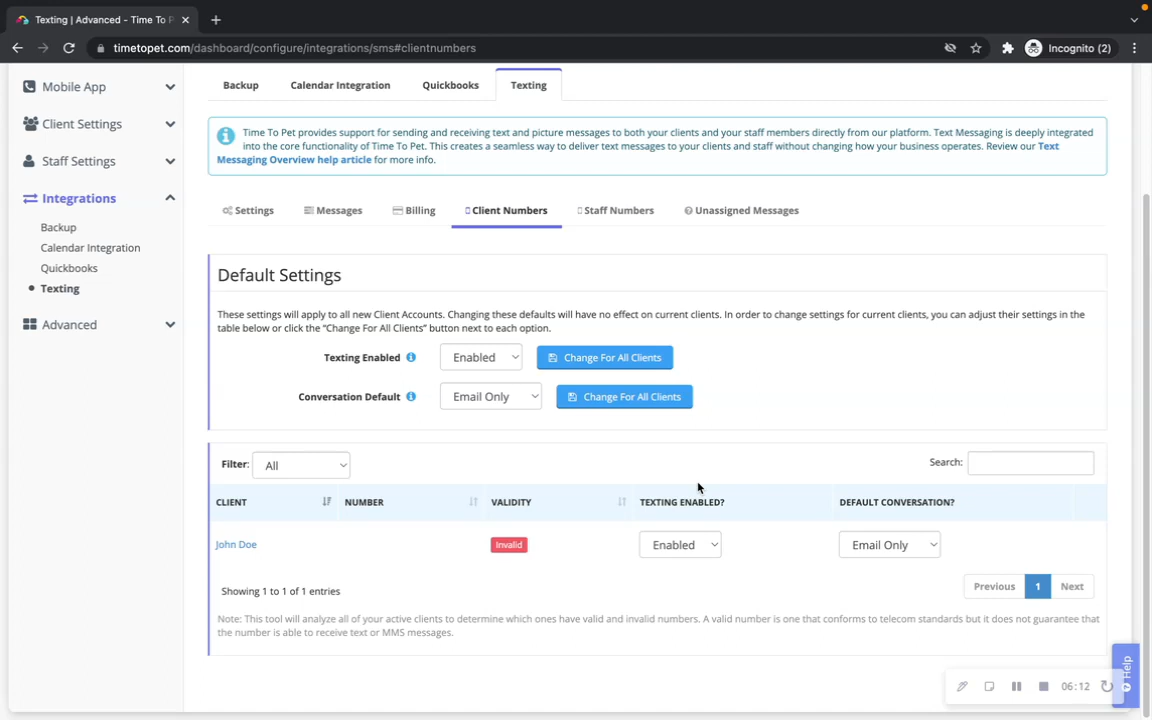 Texting | Advanced - Time To P
timetopet.com/dashboard/configure/integrations/sms#clientnumbers
Incognito (2)
Mobile App
Client Settings
Staff Settings
Integrations
Backup
Calendar Integration
Quickbooks
Texting
Advanced
Backup Calendar Integration Quickbooks Texting
Time To Pet provides support for sending and receiving text and picture messages to both your clients and your staff members directly from our platform. Text Messaging is deeply integrated
into the core functionality of Time To Pet. This creates a seamless way to deliver text messages to your clients and staff without changing how your business operates. Review our Text
Messaging Overview help article for more info.
Settings Messages Billing Client Numbers Staff Numbers Unassigned Messages
Default Settings
These settings will apply to all new Client Accounts. Changing these defaults will have no effect on current clients. In order to change settings for current clients, you can adjust their settings in the
table below or click the “Change For All Clients” button next to each option.
Texting Enabled Enabled Change For All Clients
Conversation Default Email Only Change For All Clients
Filter: All Search:
CLIENT NUMBER VALIDITY TEXTING ENABLED? DEFAULT CONVERSATION?
John Doe Invalid Enabled Email Only
Showing 1 to 1 of 1 entries Previous 1 Next
Note: This tool will analyze all of your active clients to determine which ones have valid and invalid numbers. A valid number is one that conforms to telecom standards but it does not guarantee that
the number is able to receive text or MMS messages.
Help
06:12